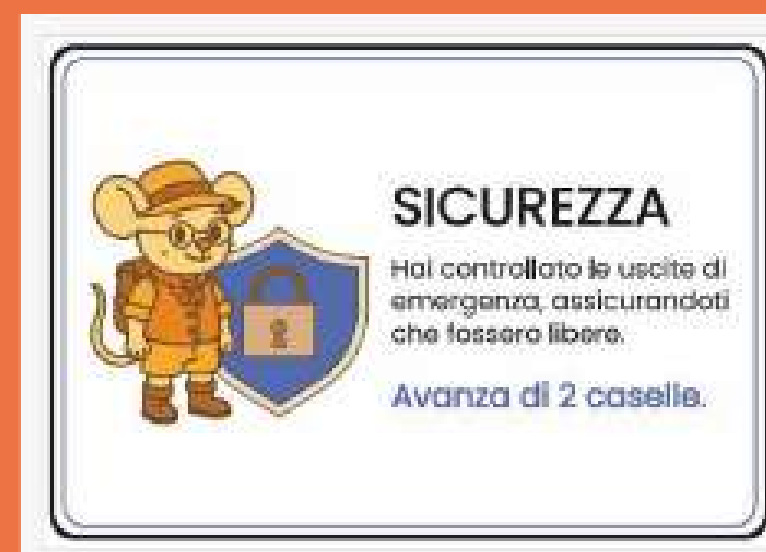 SICUREZZA
Hai controllato le uscite di
emergenza, assicurandoti
che fossero libere.
Avanza di 2 caselle.